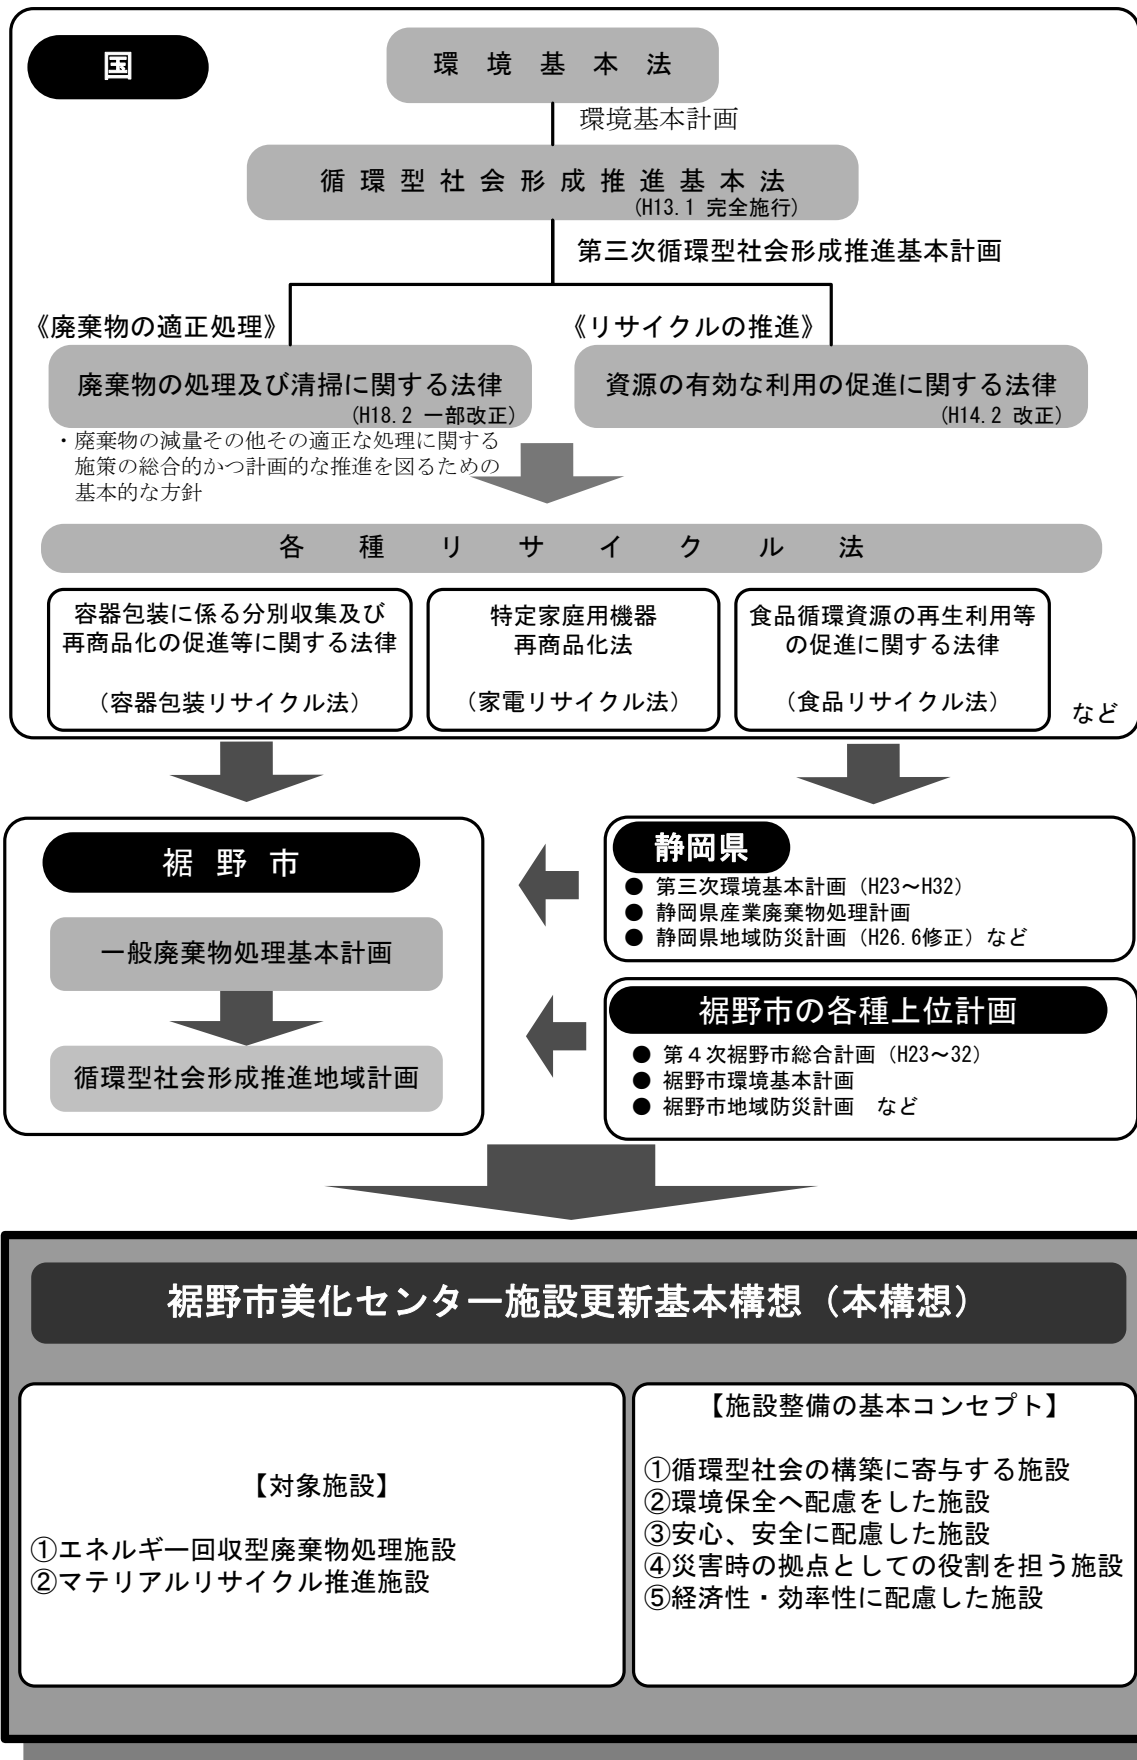 国
環境基本法
環境基本計画
循環型社会形成推進基本法
(H13.1 完全施行)
第三次循環型社会形成推進基本計画
《廃棄物の適正処理》
《リサイクルの推進》
廃棄物の処理及び清掃に関する法律
(H18.2 一部改正)
資源の有効な利用の促進に関する法律
(H14.2 改正)
・廃棄物の減量その他その適正な処理に関する
施策の総合的かつ計画的な推進を図るための
基本的な方針
各種リサイクル法
容器包装に係る分別収集及び
再商品化の促進等に関する法律
（容器包装リサイクル法）
特定家庭用機器
再商品化法
（家電リサイクル法）
食品循環資源の再生利用等
の促進に関する法律
（食品リサイクル法）
など
裾野市
一般廃棄物処理基本計画
循環型社会形成推進地域計画
静岡県
● 第三次環境基本計画（H23～H32）
● 静岡県産業廃棄物処理計画
● 静岡県地域防災計画（H26.6修正）など
裾野市の各種上位計画
● 第４次裾野市総合計画（H23～32）
● 裾野市環境基本計画
● 裾野市地域防災計画　など
裾野市美化センター施設更新基本構想（本構想）
【対象施設】
①エネルギー回収型廃棄物処理施設
②マテリアルリサイクル推進施設
【施設整備の基本コンセプト】
①循環型社会の構築に寄与する施設
②環境保全へ配慮をした施設
③安心、安全に配慮した施設
④災害時の拠点としての役割を担う施設
⑤経済性・効率性に配慮した施設